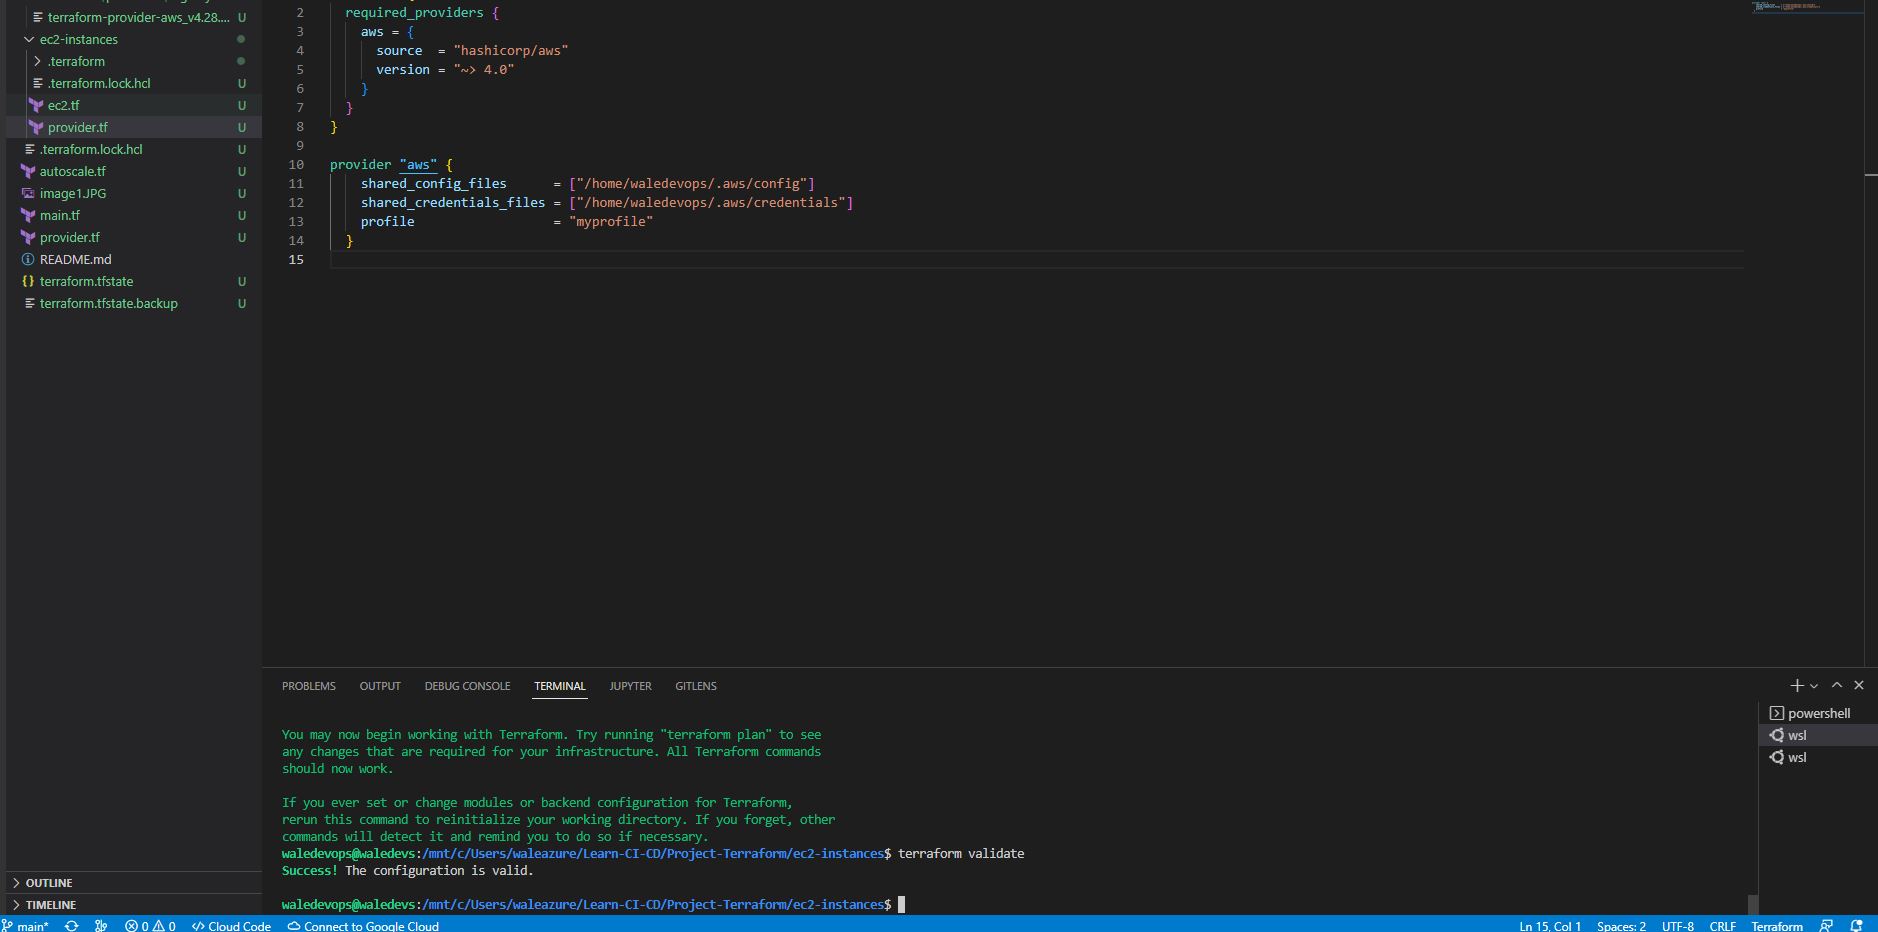 terraform-provider-aws_v4.28.... U
ec2-instances
.terraform
.terraform.lock.hcl U
ec2.tf U
provider.tf U
.terraform.lock.hcl U
autoscale.tf U
image1.JPG U
main.tf U
provider.tf U
README.md
terraform.tfstate U
terraform.tfstate.backup U
OUTLINE
TIMELINE
2 required_providers {
3 aws = {
4 source = "hashicorp/aws"
5 version = "~> 4.0"
6 }
7 }
8 }
9
10 provider "aws" {
11 shared_config_files = ["/home/waledevops/.aws/config"]
12 shared_credentials_files = ["/home/waledevops/.aws/credentials"]
13 profile = "myprofile"
14 }
15
PROBLEMS OUTPUT DEBUG CONSOLE TERMINAL JUPYTER GITLENS
You may now begin working with Terraform. Try running "terraform plan" to see
any changes that are required for your infrastructure. All Terraform commands
should now work.
If you ever set or change modules or backend configuration for Terraform,
rerun this command to reinitialize your working directory. If you forget, other
commands will detect it and remind you to do so if necessary.
waledevops@waledevs:/mnt/c/Users/waleazure/Learn-CI-CD/Project-Terraform/ec2-instances$ terraform validate
Success! The configuration is valid.
waledevops@waledevs:/mnt/c/Users/waleazure/Learn-CI-CD/Project-Terraform/ec2-instances$
powershell
wsl
wsl
main* 0 0 Cloud Code Connect to Google Cloud Ln 15, Col 1 Spaces: 2 UTF-8 CRLF Terraform